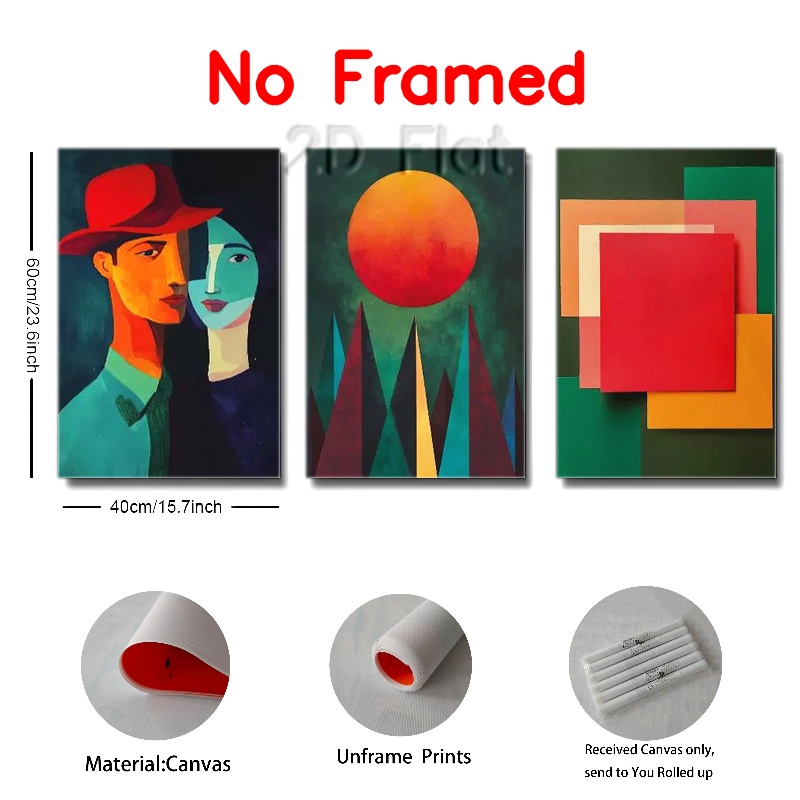 No Framed
2D Flat
60cm/23.6inch
40cm/15.7inch
Material:Canvas
Unframe Prints
Received Canvas only,
send to You Rolled up